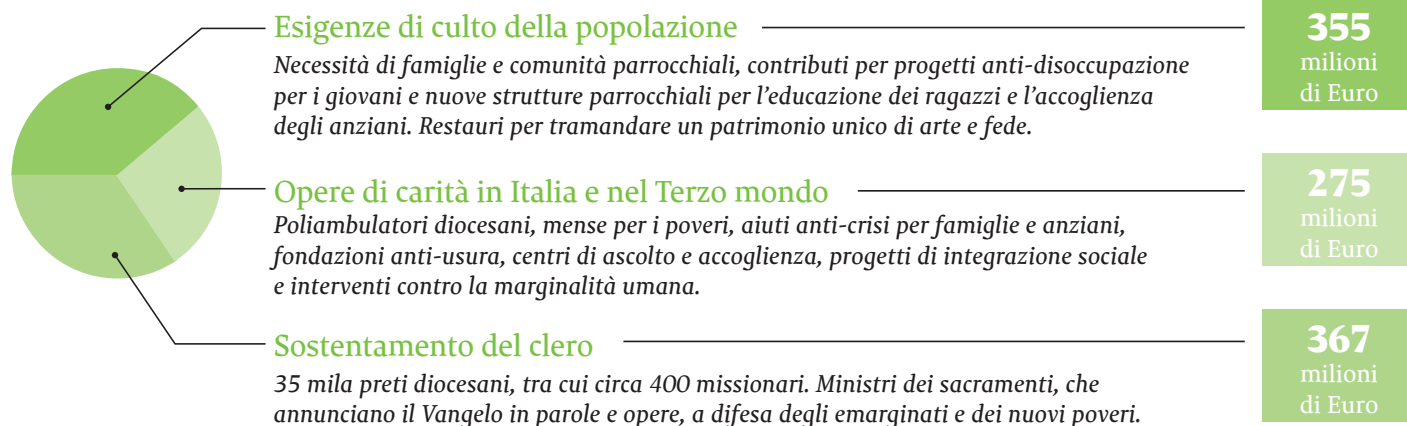 Esigenze di culto della popolazione
355
milioni
di Euro
Necessità di famiglie e comunità parrocchiali, contributi per progetti anti-disoccupazione
per i giovani e nuove strutture parrocchiali per l’educazione dei ragazzi e l’accoglienza
degli anziani. Restauri per tramandare un patrimonio unico di arte e fede.
Opere di carità in Italia e nel Terzo mondo
275
milioni
di Euro
Poliambulatori diocesani, mense per i poveri, aiuti anti-crisi per famiglie e anziani,
fondazioni anti-usura, centri di ascolto e accoglienza, progetti di integrazione sociale
e interventi contro la marginalità umana.
Sostentamento del clero
367
milioni
di Euro
35 mila preti diocesani, tra cui circa 400 missionari. Ministri dei sacramenti, che
annunciano il Vangelo in parole e opere, a difesa degli emarginati e dei nuovi poveri.